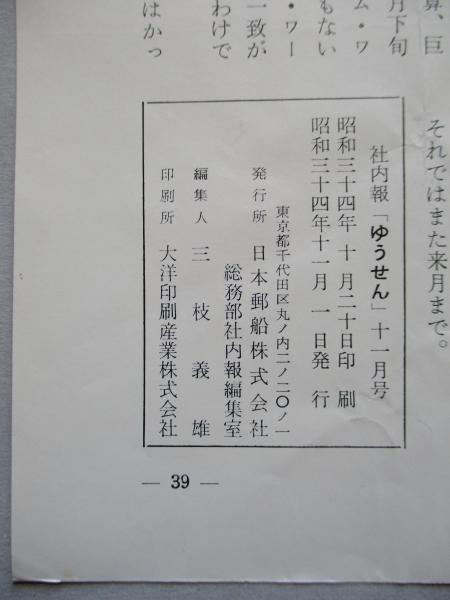 それではまた来月まで。
算、巨
月下旬
ム・ワ
もない
・ワー
一致が
わけで
はかっ
社内報「ゆうせん」十一月号
昭和三十四年 十 月二十日印 刷
昭和三十四年十一月 一 日発 行
東京都千代田区丸ノ内二ノ二〇ノ一
発行所 日本郵船株式会社
総務部社内報編集室
編集人 三枝義雄
印刷所 大洋印刷産業株式会社
— 39 —